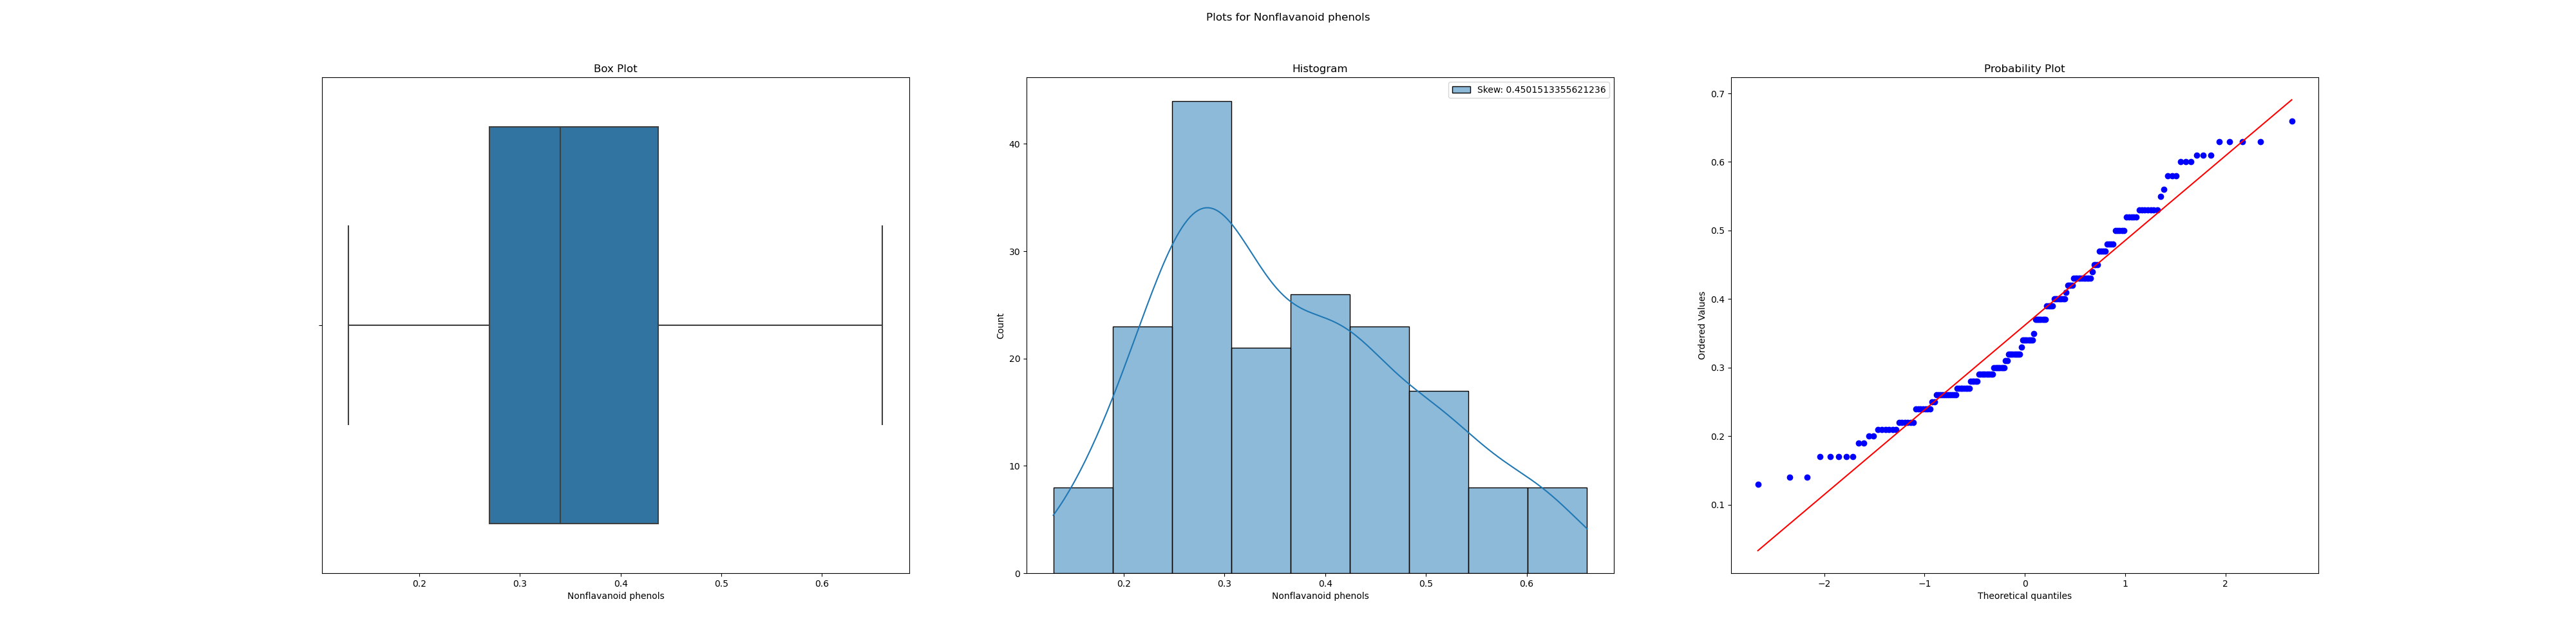 Plots for Nonflavanoid phenols
Box Plot
0.2 0.3 0.4 0.5 0.6
Nonflavanoid phenols
Histogram
Skew: 0.4501513355621236
40
30
20
10
0
Count
0.2 0.3 0.4 0.5 0.6
Nonflavanoid phenols
Probability Plot
0.7
0.6
0.5
0.4
0.3
0.2
0.1
Ordered Values
−2 −1 0 1 2
Theoretical quantiles